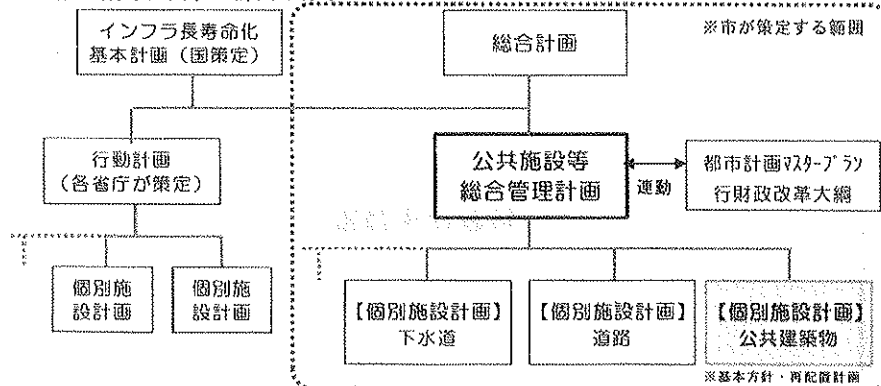 インフラ長寿命化
基本計画（国策定）
総合計画
※市が策定する範囲
行動計画
（各省庁が策定）
公共施設等
総合管理計画
連動
都市計画ﾏｽﾀｰﾌﾟﾗﾝ
行財政改革大綱
個別施
設計画
個別施
設計画
【個別施設計画】
下水道
【個別施設計画】
道路
【個別施設計画】
公共建築物
※基本方針・再配置計画